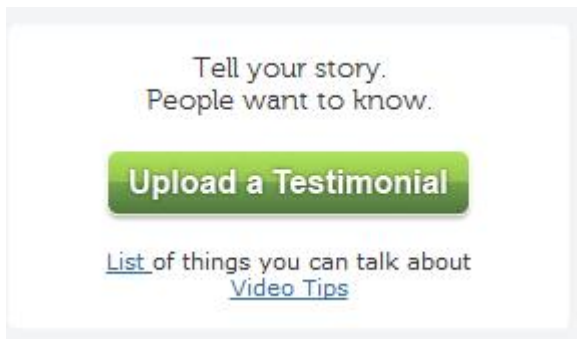 Tell your story.
People want to know.
Upload a Testimonial
List of things you can talk about
Video Tips